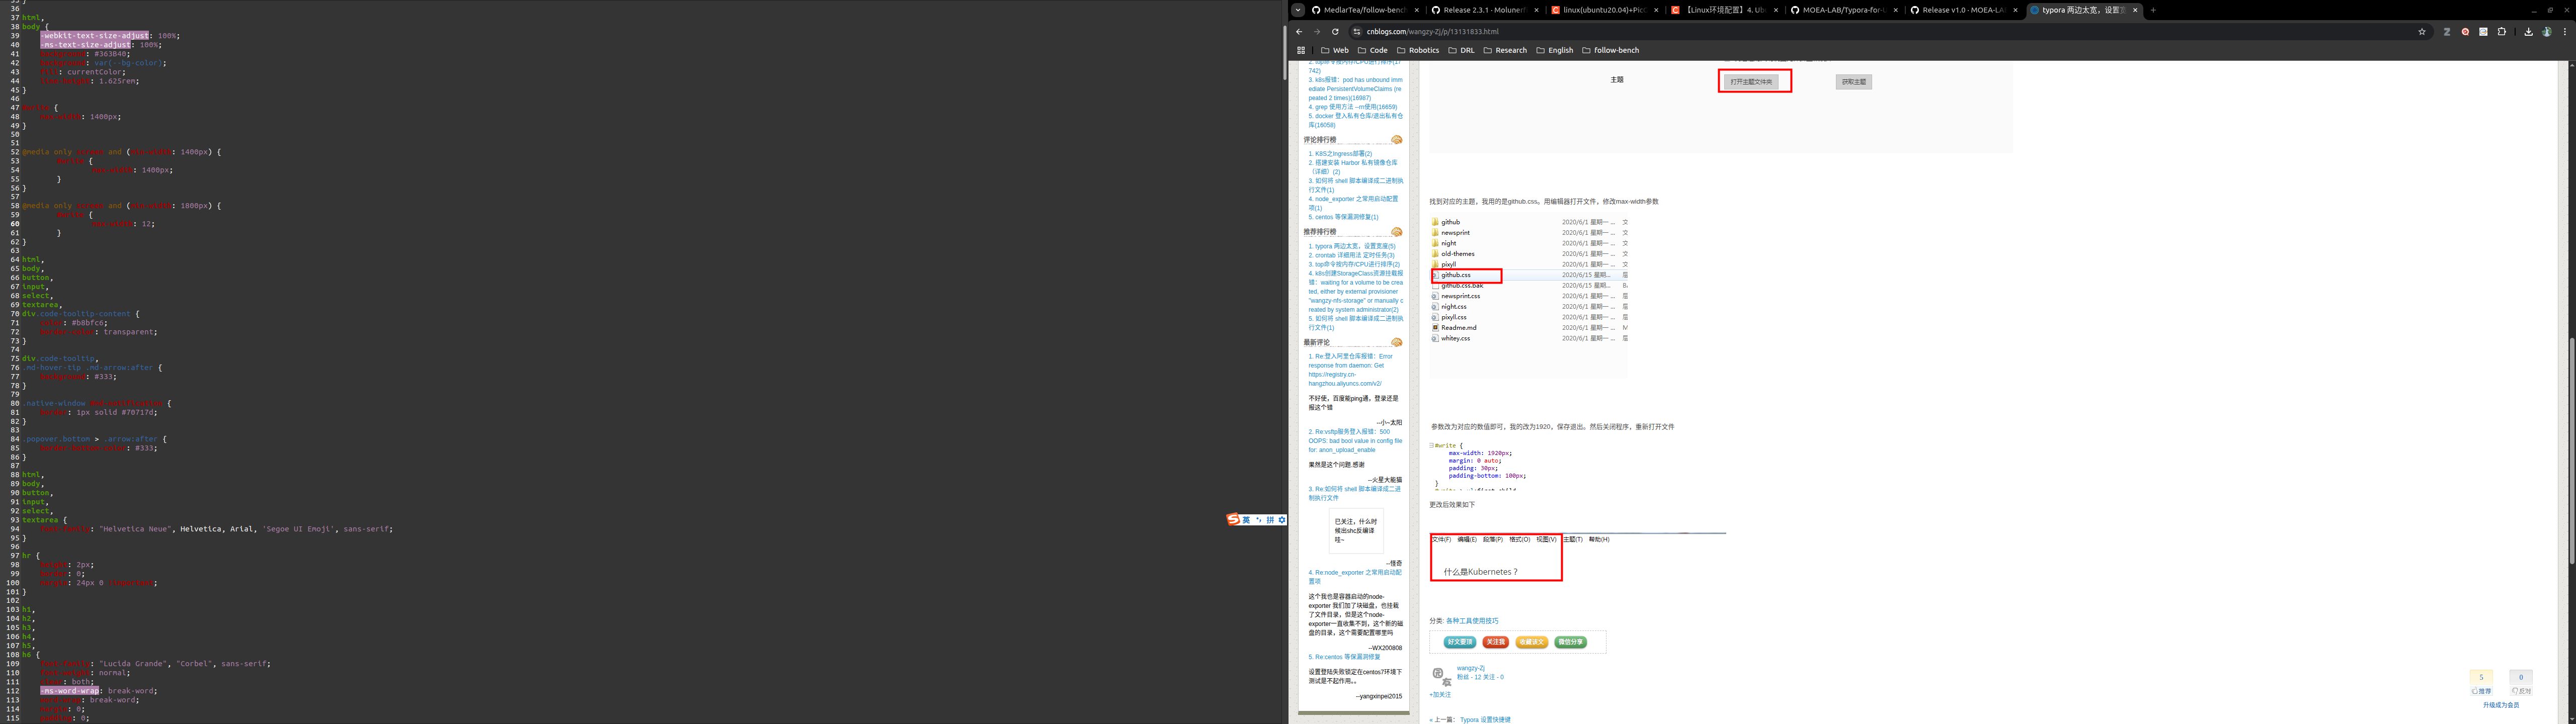 36
37 html,
38 body {
39 -webkit-text-size-adjust: 100%;
40 -ms-text-size-adjust: 100%;
41 : #363B40;
42 : var(--bg-color);
43 : currentColor;
44 : 1.625rem;
45 }
46
47 {
48 : 1400px;
49 }
50
51
52 @media only and ( : 1400px) {
53 {
54 : 1400px;
55 }
56 }
57
58 @media only and ( : 1800px) {
59 {
60 : 12;
61 }
62 }
63
64 html,
65 body,
66 button,
67 input,
68 select,
69 textarea,
70 div.code-tooltip-content {
71 color: #b8bfc6;
72 : transparent;
73 }
74
75 div.code-tooltip,
76 .md-hover-tip .md-arrow:after {
77 : #333;
78 }
79
80 .native-window {
81 : 1px solid #70717d;
82 }
83
84 .popover.bottom > .arrow:after {
85 : #333;
86 }
87
88 html,
89 body,
90 button,
91 input,
92 select,
93 textarea {
94 : "Helvetica Neue", Helvetica, Arial, 'Segoe UI Emoji', sans-serif;
95 }
96
97 hr {
98 : 2px;
99 : 0;
100 : 24px 0 ;
101 }
102
103 h1,
104 h2,
105 h3,
106 h4,
107 h5,
108 h6 {
109 : "Lucida Grande", "Corbel", sans-serif;
110 : normal;
111 : both;
112 -ms-word-wrap: break-word;
113 : break-word;
114 : 0;
115 : 0;
英 拼
MedlarTea/follow-bench
Release 2.3.1 · Molunerf
linux(ubuntu20.04)+PicG
【Linux环境配置】4. Ub
MOEA-LAB/Typora-for-
Release v1.0 · MOEA-LA
typora 两边太宽，设置宽
cnblogs.com/wangzy-Zj/p/13131833.html
Web
Code
Robotics
DRL
Research
English
follow-bench
742)
3. k8s报错：pod has unbound imm
ediate PersistentVolumeClaims (re
peated 2 times)(16987)
4. grep 使用方法 --m使用(16659)
5. docker 登入私有仓库/退出私有仓
库(16058)
评论排行榜
1. K8S之Ingress部署(2)
2. 搭建安装 Harbor 私有镜像仓库
（详细）(2)
3. 如何将 shell 脚本编译成二进制执
行文件(1)
4. node_exporter 之常用启动配置
项(1)
5. centos 等保漏洞修复(1)
推荐排行榜
1. typora 两边太宽，设置宽度(5)
2. crontab 详细用法 定时任务(3)
3. top命令按内存/CPU进行排序(2)
4. k8s创建StorageClass资源挂载报
错：waiting for a volume to be crea
ted, either by external provisioner
"wangzy-nfs-storage" or manually c
reated by system administrator(2)
5. 如何将 shell 脚本编译成二进制执
行文件(1)
最新评论
1. Re:登入阿里仓库报错：Error
response from daemon: Get
https://registry.cn-
hangzhou.aliyuncs.com/v2/
不好使，百度能ping通，登录还是
报这个错
--小--太阳
2. Re:vsftp服务登入报错：500
OOPS: bad bool value in config file
for: anon_upload_enable
果然是这个问题.感谢
--火星大能猫
3. Re:如何将 shell 脚本编译成二进
制执行文件
已关注，什么时
候出shc反编译
哇~
--怪奇
4. Re:node_exporter 之常用启动配
置项
这个我也是容器启动的node-
exporter 我们加了块磁盘，也挂载
了文件目录，但是这个node-
exporter一直收集不到，这个新的磁
盘的目录，这个需要配置哪里吗
--WX200808
5. Re:centos 等保漏洞修复
设置登陆失败锁定在centos7环境下
测试是不起作用。。
--yangxinpei2015
主题
打开主题文件夹
获取主题
找到对应的主题，我用的是github.css。用编辑器打开文件，修改max-width参数
github 2020/6/1 星期一 ... 文
newsprint 2020/6/1 星期一 ... 文
night 2020/6/1 星期一 ... 文
old-themes 2020/6/1 星期一 ... 文
pixyll 2020/6/1 星期一 ... 文
github.css 2020/6/15 星期... 层
github.css.bak 2020/6/15 星期... B
newsprint.css 2020/6/1 星期一 ... 层
night.css 2020/6/1 星期一 ... 层
pixyll.css 2020/6/1 星期一 ... 层
Readme.md 2020/6/1 星期一 ... M
whitey.css 2020/6/1 星期一 ... 层
参数改为对应的数值即可，我的改为1920，保存退出。然后关闭程序，重新打开文件
#write {
max-width: 1920px;
margin: 0 auto;
padding: 30px;
padding-bottom: 100px;
}
更改后效果如下
文件(F) 编辑(E) 段落(P) 格式(O) 视图(V) 主题(T) 帮助(H)
什么是Kubernetes？
分类: 各种工具使用技巧
好文要顶 关注我 收藏该文 微信分享
wangzy-Zj
粉丝 - 12 关注 - 0
+加关注
5
推荐
0
反对
升级成为会员
« 上一篇： Typora 设置快捷键